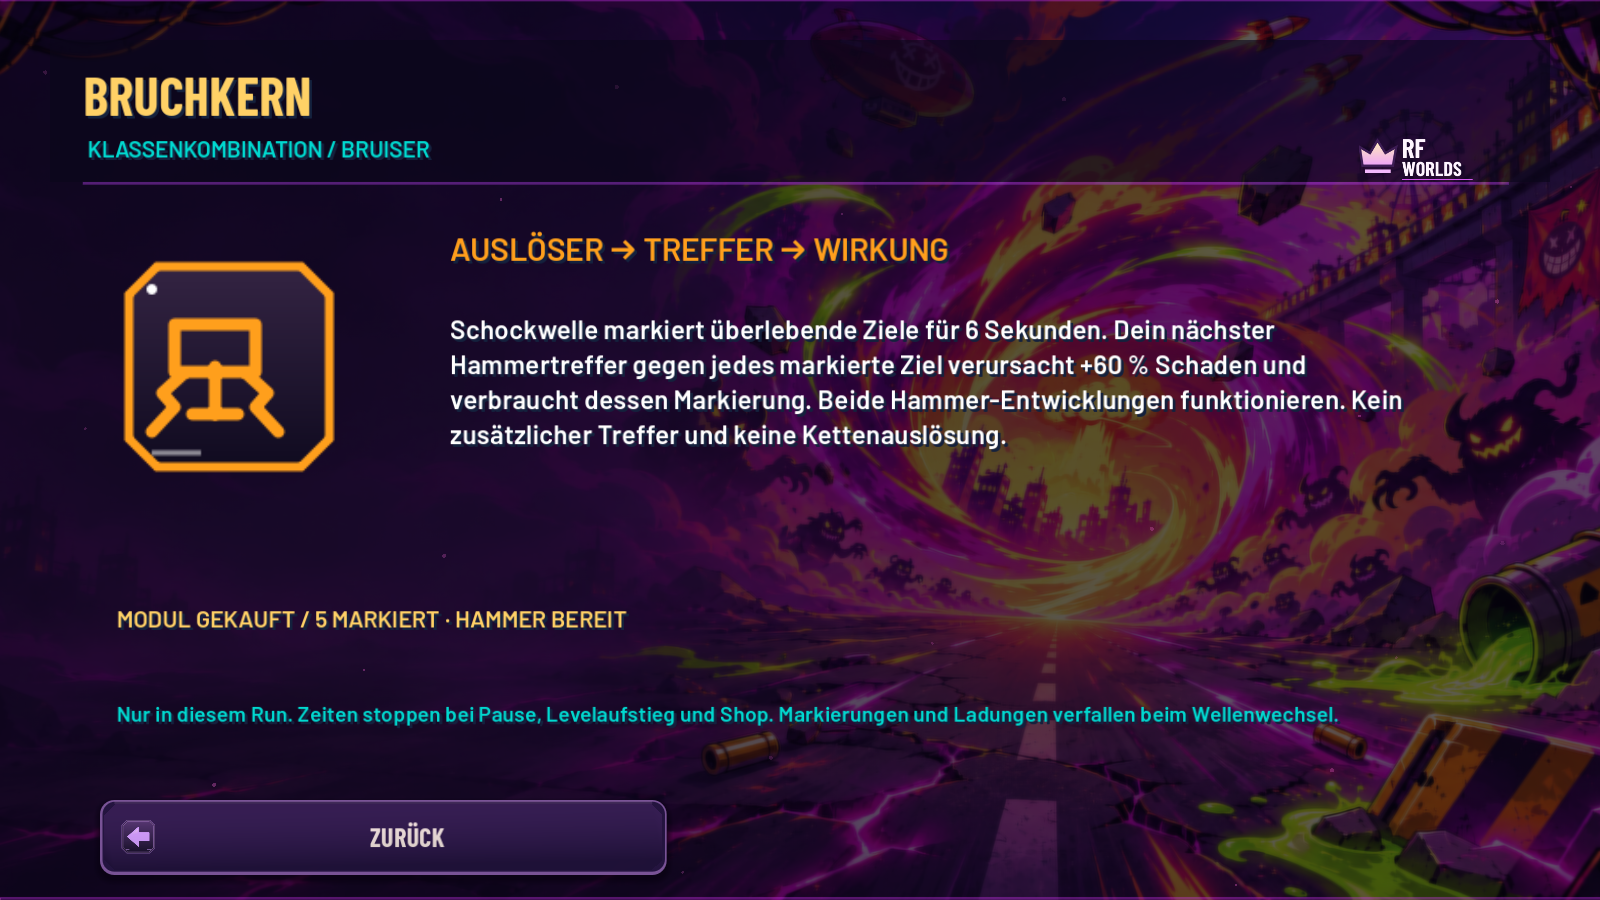 BRUCHKERN
KLASSENKOMBINATION / BRUISER
RF
WORLDS
AUSLÖSER → TREFFER → WIRKUNG
Schockwelle markiert überlebende Ziele für 6 Sekunden. Dein nächster
Hammertreffer gegen jedes markierte Ziel verursacht +60 % Schaden und
verbraucht dessen Markierung. Beide Hammer-Entwicklungen funktionieren. Kein
zusätzlicher Treffer und keine Kettenauslösung.
MODUL GEKAUFT / 5 MARKIERT · HAMMER BEREIT
Nur in diesem Run. Zeiten stoppen bei Pause, Levelaufstieg und Shop. Markierungen und Ladungen verfallen beim Wellenwechsel.
ZURÜCK